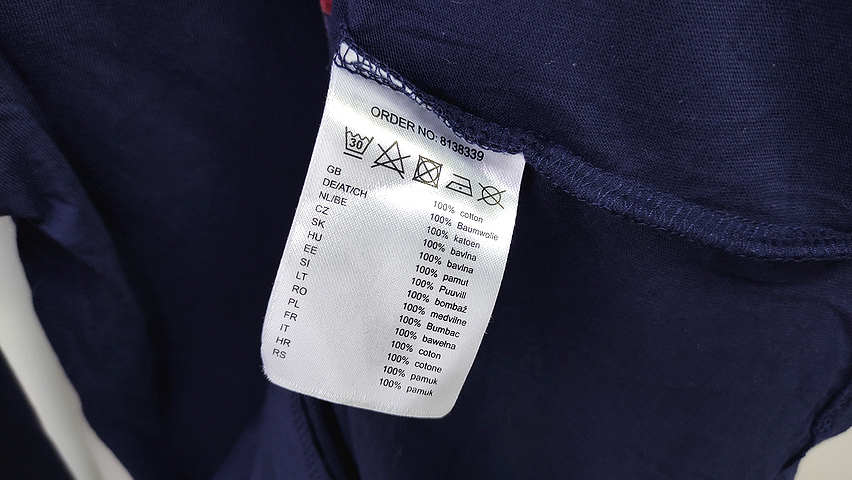 ORDER NO: 8138339
30
GB 100% cotton
DE/AT/CH 100% Baumwolle
NL/BE 100% katoen
CZ 100% bavlna
SK 100% bavlna
HU 100% pamut
EE 100% Puuvill
SI 100% bombaž
LT 100% medvilne
RO 100% Bumbac
PL 100% bawełna
FR 100% coton
IT 100% cotone
HR 100% pamuk
RS 100% pamuk